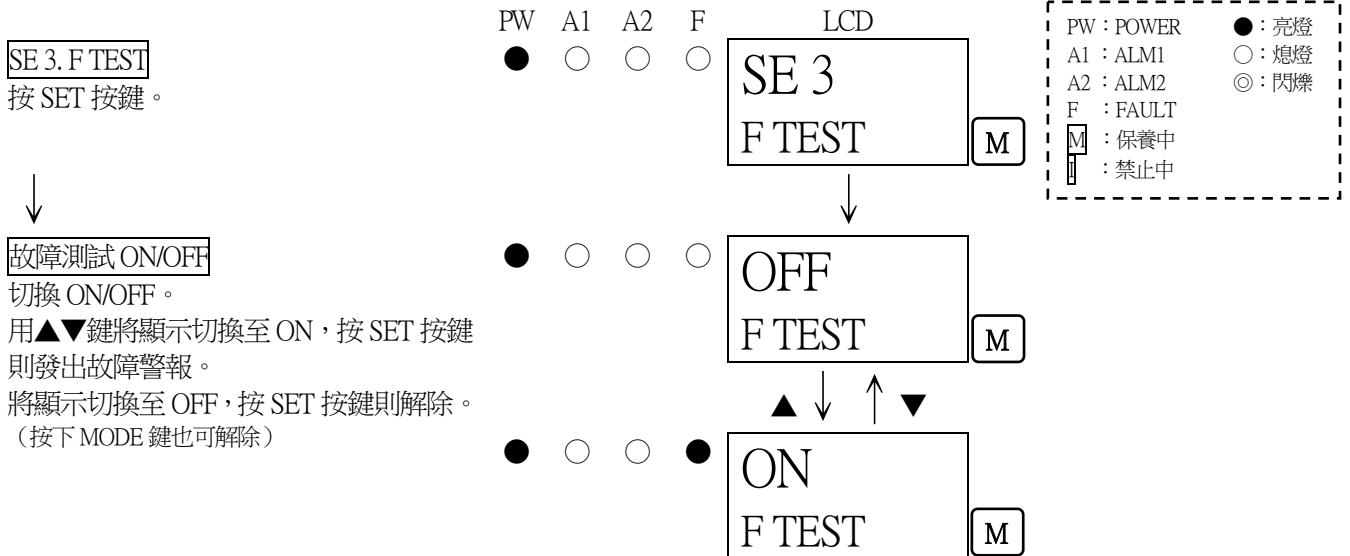 PW A1 A2 F LCD
SE 3. F TEST
按 SET 按鍵。
● ○ ○ ○
SE 3
F TEST
M
PW：POWER ●：亮燈
A1：ALM1 ○：熄燈
A2：ALM2 ◎：閃爍
F ：FAULT
M ：保養中
I ：禁止中
↓
↓
故障測試 ON/OFF
切換 ON/OFF。
用▲▼鍵將顯示切換至 ON，按 SET 按鍵
則發出故障警報。
將顯示切換至 OFF，按 SET 按鍵則解除。
（按下 MODE 鍵也可解除）
● ○ ○ ○
OFF
F TEST
M
▲ ↓ ↑ ▼
● ○ ○ ●
ON
F TEST
M